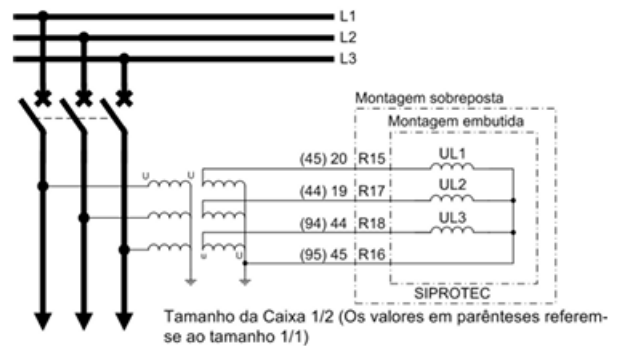 L1
L2
L3
Montagem sobreposta
Montagem embutida
(45) 20 R15 UL1
(44) 19 R17 UL2
(94) 44 R18 UL3
(95) 45 R16
U U
u U
SIPROTEC
Tamanho da Caixa 1/2 (Os valores em parênteses referem-
se ao tamanho 1/1)